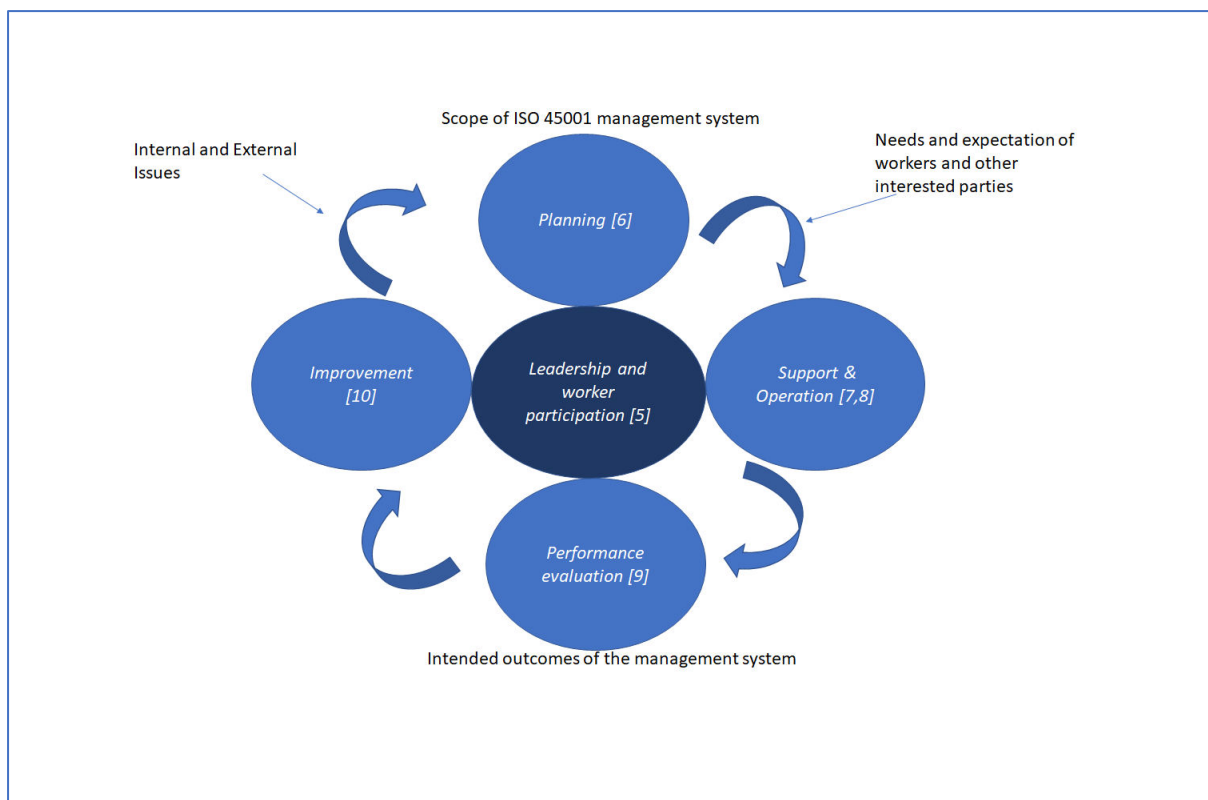 Scope of ISO 45001 management system
Internal and External
Issues
Needs and expectation of
workers and other
interested parties
Planning [6]
Improvement
[10]
Leadership and
worker
participation [5]
Support &
Operation [7,8]
Performance
evaluation [9]
Intended outcomes of the management system